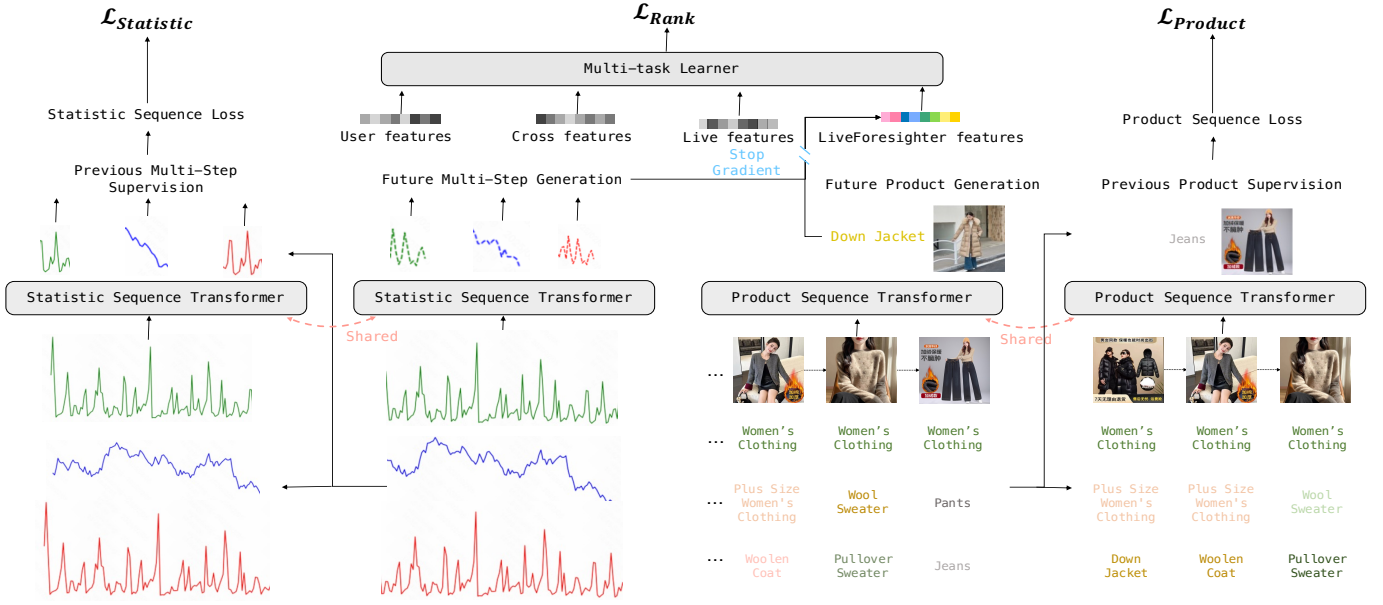 ℒ_Statistic
ℒ_Rank
ℒ_Product
Multi-task Learner
Statistic Sequence Loss
User features
Cross features
Live features
LiveForesighter features
Product Sequence Loss
Stop
Gradient
Previous Multi-Step
Supervision
Future Multi-Step Generation
Future Product Generation
Previous Product Supervision
Down Jacket
Jeans
Statistic Sequence Transformer
Statistic Sequence Transformer
Product Sequence Transformer
Product Sequence Transformer
Shared
Shared
...
...
Women's
Clothing
Women's
Clothing
Women's
Clothing
Women's
Clothing
Women's
Clothing
Women's
Clothing
...
Plus Size
Women's
Clothing
Wool
Sweater
Pants
Plus Size
Women's
Clothing
Plus Size
Women's
Clothing
Wool
Sweater
...
Woolen
Coat
Pullover
Sweater
Jeans
Down
Jacket
Woolen
Coat
Pullover
Sweater